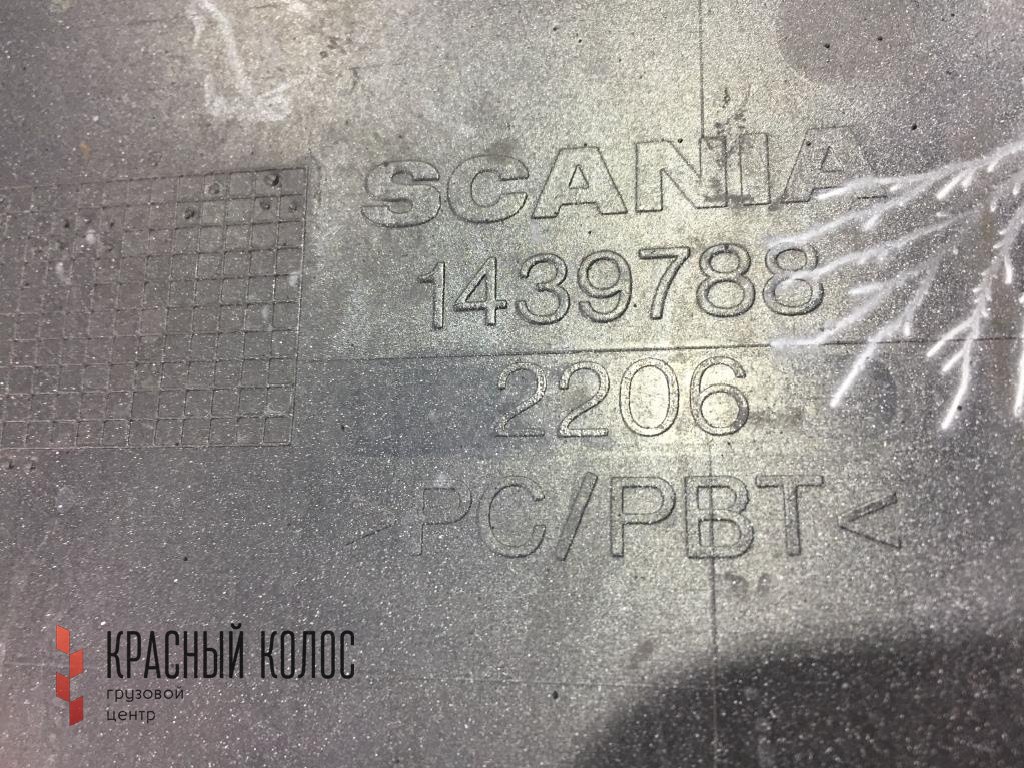 SCANIA
1439788
2206
>PC/PBT<
КРАСНЫЙ КОЛОС
грузовой
центр